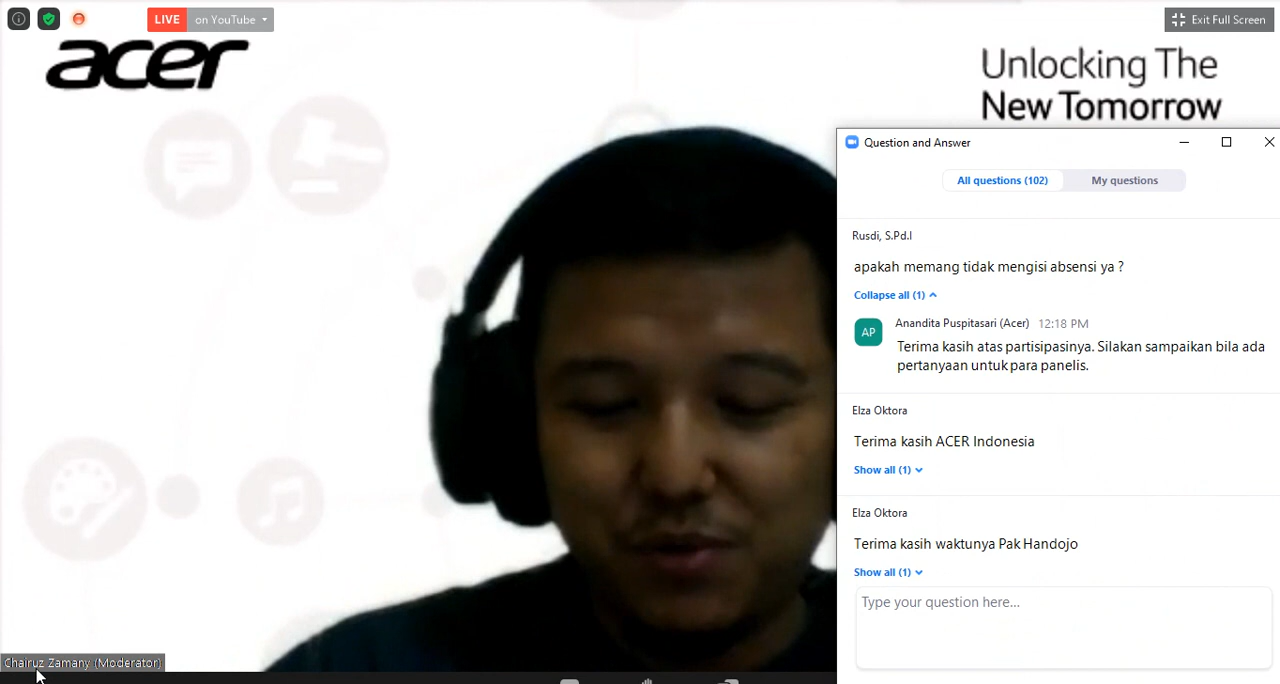 LIVE on YouTube
Exit Full Screen
acer
Unlocking The
New Tomorrow
Question and Answer
All questions (102)
My questions
Rusdi, S.Pd.I
apakah memang tidak mengisi absensi ya ?
Collapse all (1)
AP
Anandita Puspitasari (Acer) 12:18 PM
Terima kasih atas partisipasinya. Silakan sampaikan bila ada
pertanyaan untuk para panelis.
Elza Oktora
Terima kasih ACER Indonesia
Show all (1)
Elza Oktora
Terima kasih waktunya Pak Handojo
Show all (1)
Type your question here...
Chairuz Zamany (Moderator)